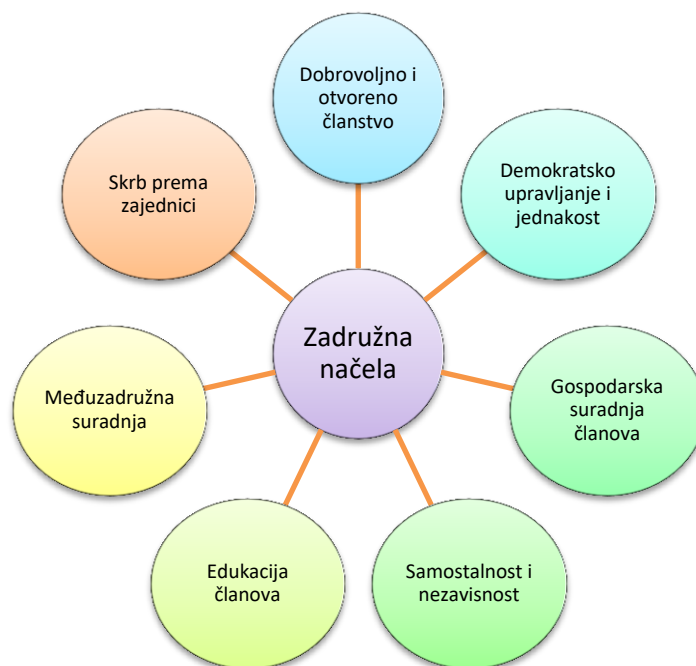 Dobrovoljno i
otvoreno
članstvo
Demokratsko
upravljanje i
jednakost
Gospodarska
suradnja
članova
Samostalnost i
nezavisnost
Edukacija
članova
Međuzadružna
suradnja
Skrb prema
zajednici
Zadružna
načela